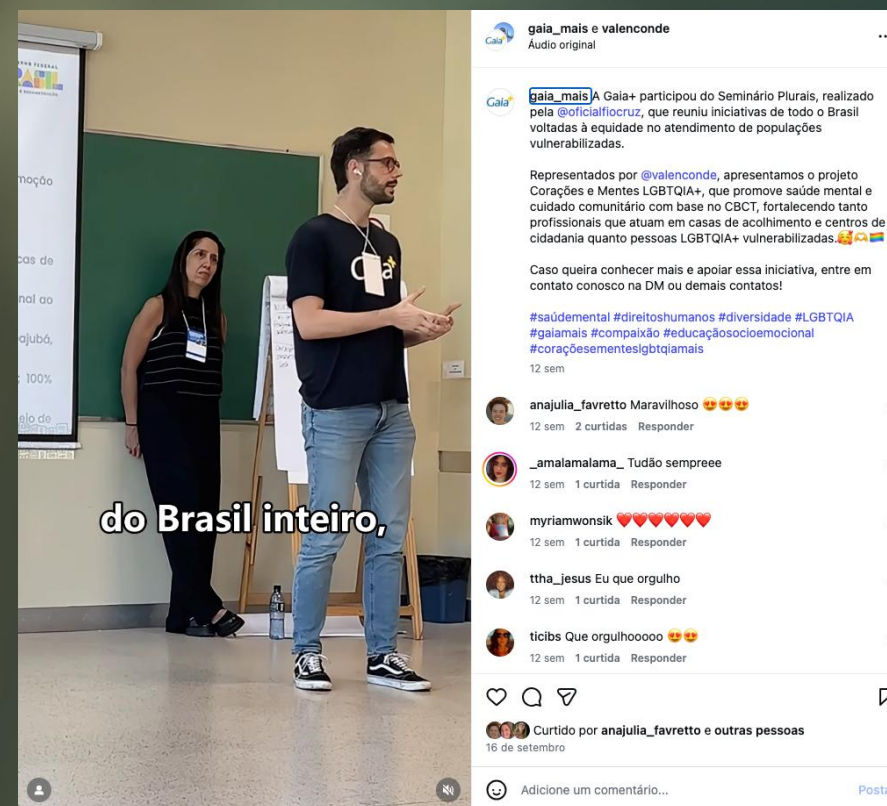 moção
cas de
nal ao
ajubá,
100%
elo de
Gaia
do Brasil inteiro,
gaia_mais e valenconde
Áudio original
gaia_mais A Gaia+ participou do Seminário Plurais, realizado
pela @oficialfiocruz, que reuniu iniciativas de todo o Brasil
voltadas à equidade no atendimento de populações
vulnerabilizadas.
Representados por @valenconde, apresentamos o projeto
Corações e Mentes LGBTQIA+, que promove saúde mental e
cuidado comunitário com base no CBCT, fortalecendo tanto
profissionais que atuam em casas de acolhimento e centros de
cidadania quanto pessoas LGBTQIA+ vulnerabilizadas.🥰🫶🏳️‍🌈
Caso queira conhecer mais e apoiar essa iniciativa, entre em
contato conosco na DM ou demais contatos!
#saúdemental #direitoshumanos #diversidade #LGBTQIA
#gaiamais #compaixão #educaçãosocioemocional
#coraçõesementeslgbtqiamais
12 sem
anajulia_favretto Maravilhoso 😍😍😍
12 sem 2 curtidas Responder
_amalamalama_ Tudão sempreee
12 sem 1 curtida Responder
myriamwonsik ❤️❤️❤️❤️❤️❤️
12 sem 1 curtida Responder
ttha_jesus Eu que orgulho
12 sem 1 curtida Responder
ticibs Que orgulhooooo 😍😍
12 sem 1 curtida Responder
Curtido por anajulia_favretto e outras pessoas
16 de setembro
Adicione um comentário...